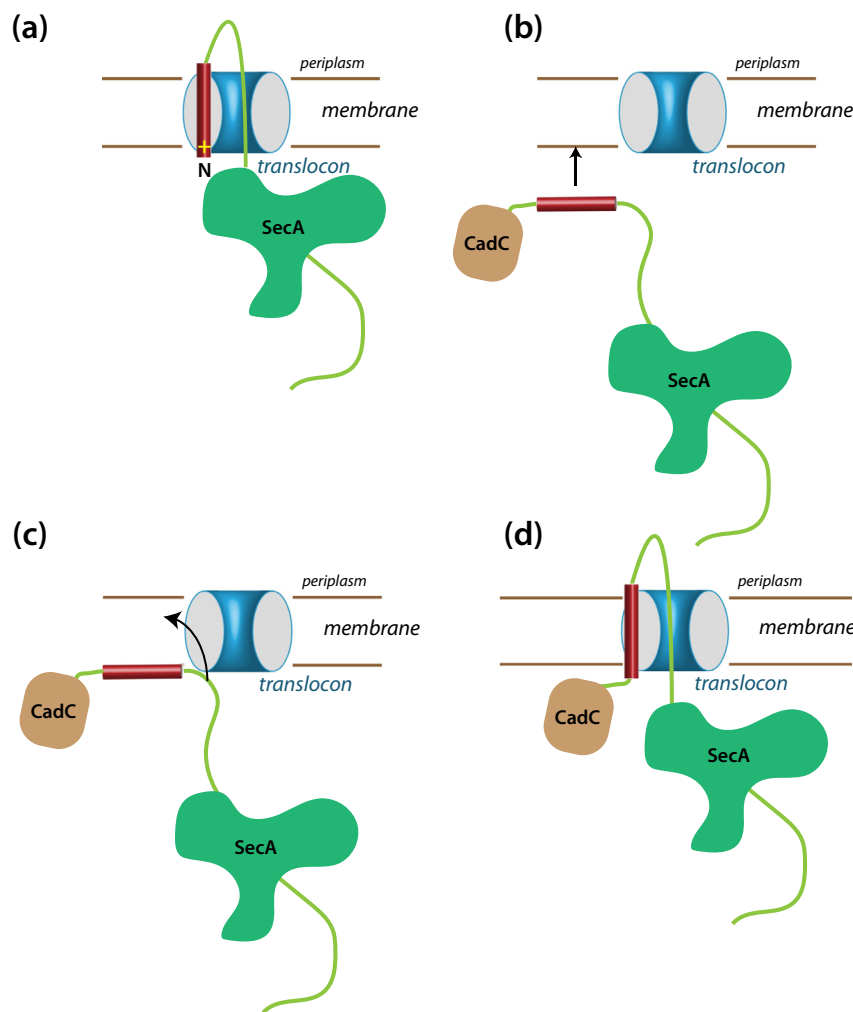 (a)
periplasm
membrane
+
N
translocon
SecA
(b)
periplasm
membrane
translocon
CadC
SecA
(c)
periplasm
membrane
translocon
CadC
SecA
(d)
periplasm
membrane
translocon
CadC
SecA